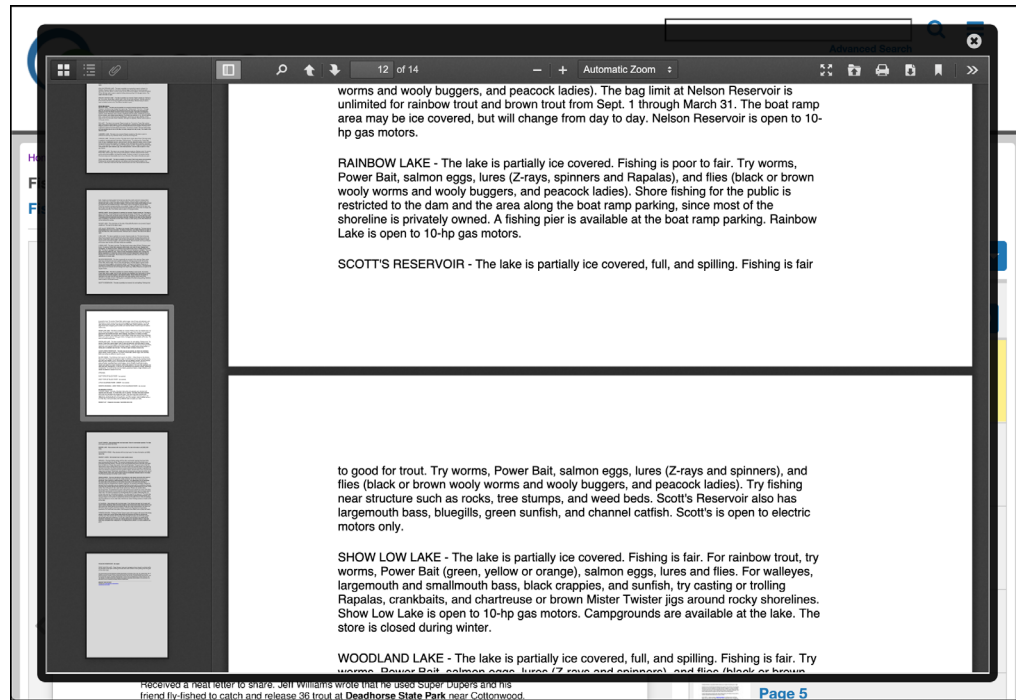 Advanced Search
12 of 14
Automatic Zoom
worms and wooly buggers, and peacock ladies). The bag limit at Nelson Reservoir is
unlimited for rainbow trout and brown trout from Sept. 1 through March 31. The boat ramp
area may be ice covered, but will change from day to day. Nelson Reservoir is open to 10-
hp gas motors.
RAINBOW LAKE - The lake is partially ice covered. Fishing is poor to fair. Try worms,
Power Bait, salmon eggs, lures (Z-rays, spinners and Rapalas), and flies (black or brown
wooly worms and wooly buggers, and peacock ladies). Shore fishing for the public is
restricted to the dam and the area along the boat ramp parking, since most of the
shoreline is privately owned. A fishing pier is available at the boat ramp parking. Rainbow
Lake is open to 10-hp gas motors.
SCOTT'S RESERVOIR - The lake is partially ice covered, full, and spilling. Fishing is fair
to good for trout. Try worms, Power Bait, salmon eggs, lures (Z-rays and spinners), and
flies (black or brown wooly worms and wooly buggers, and peacock ladies). Try fishing
near structure such as rocks, tree stumps, and weed beds. Scott's Reservoir also has
largemouth bass, bluegills, green sunfish, and channel catfish. Scott's is open to electric
motors only.
SHOW LOW LAKE - The lake is partially ice covered. Fishing is fair. For rainbow trout, try
worms, Power Bait (green, yellow or orange), salmon eggs, lures and flies. For walleyes,
largemouth and smallmouth bass, black crappies, and sunfish, try casting or trolling
Rapalas, crankbaits, and chartreuse or brown Mister Twister jigs around rocky shorelines.
Show Low Lake is open to 10-hp gas motors. Campgrounds are available at the lake. The
store is closed during winter.
WOODLAND LAKE - The lake is partially ice covered, full, and spilling. Fishing is fair. Try
worms, Power Bait, salmon eggs, lures (Z-rays and spinners), and flies (black or brown
Received a neat letter to share. Jeff Williams wrote that he used Super Dupers and his
friend fly-fished to catch and release 36 trout at Deadhorse State Park near Cottonwood.
Page 5